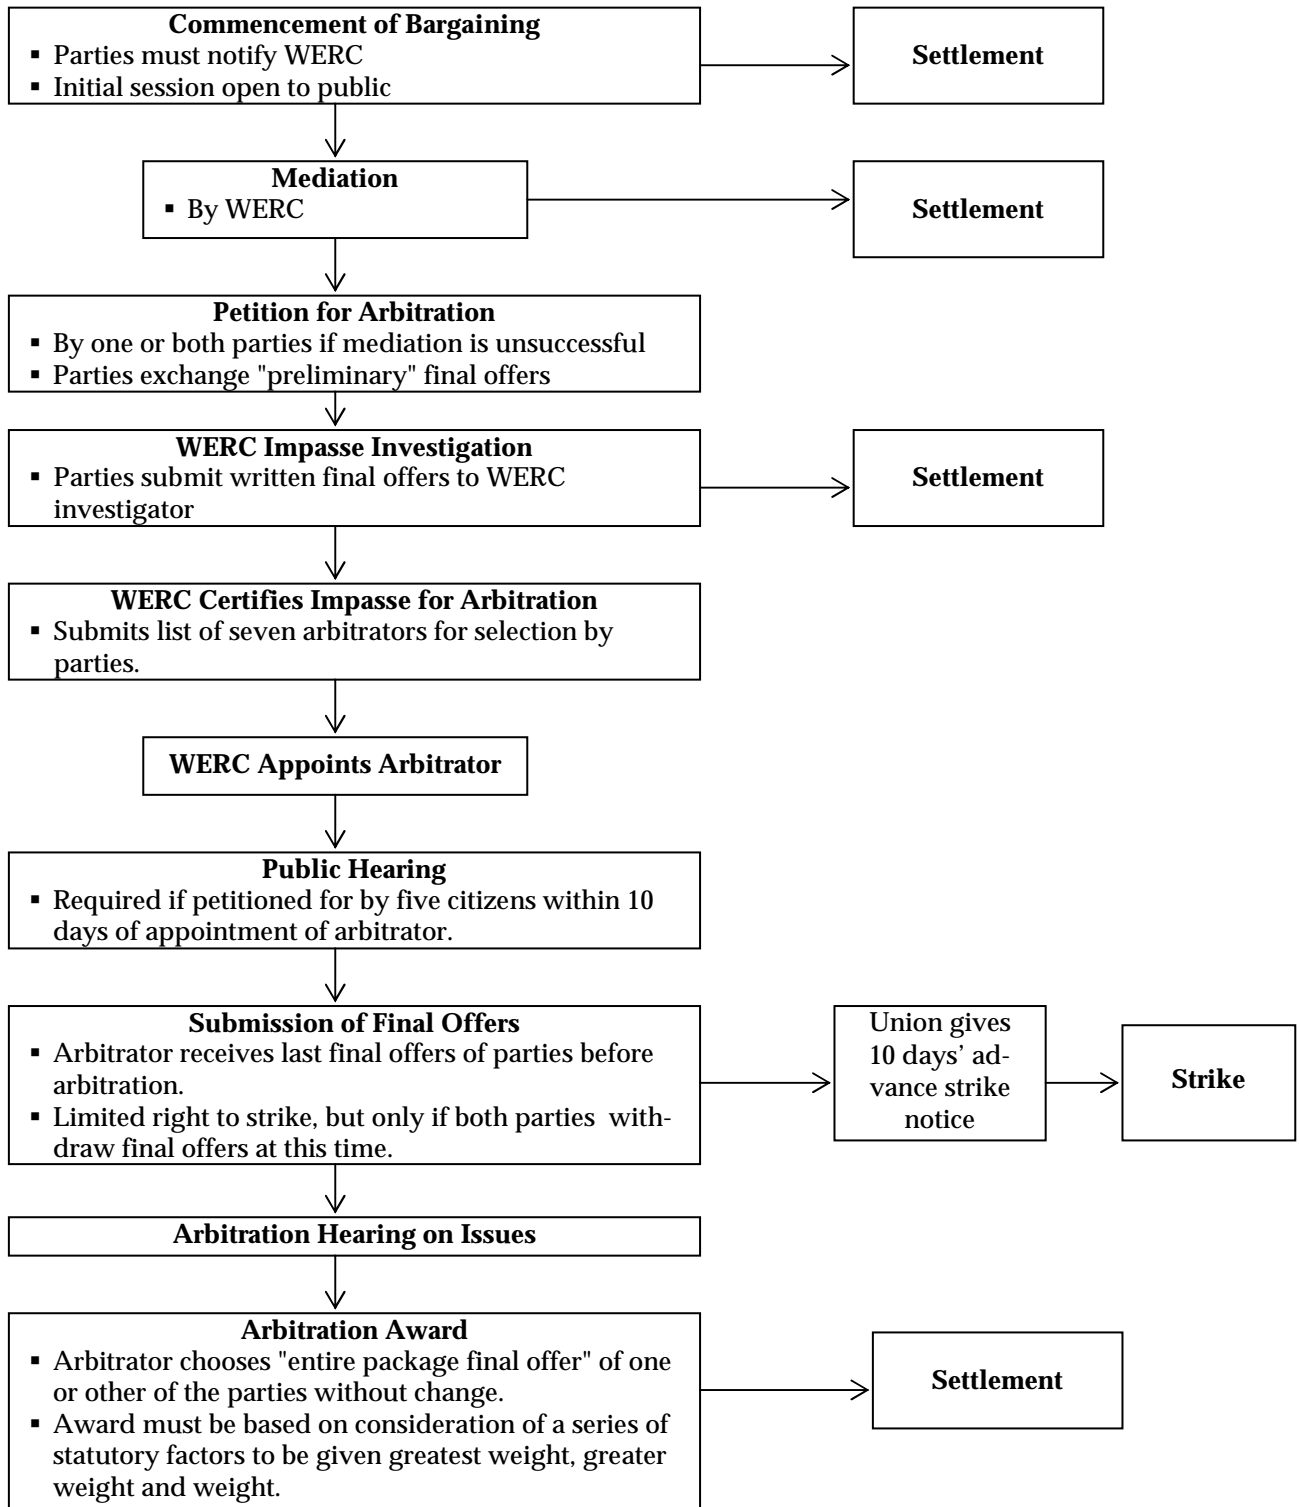 Commencement of Bargaining
▪ Parties must notify WERC
▪ Initial session open to public
Settlement
Mediation
▪ By WERC
Settlement
Petition for Arbitration
▪ By one or both parties if mediation is unsuccessful
▪ Parties exchange "preliminary" final offers
WERC Impasse Investigation
▪ Parties submit written final offers to WERC
investigator
Settlement
WERC Certifies Impasse for Arbitration
▪ Submits list of seven arbitrators for selection by
parties.
WERC Appoints Arbitrator
Public Hearing
▪ Required if petitioned for by five citizens within 10
days of appointment of arbitrator.
Submission of Final Offers
▪ Arbitrator receives last final offers of parties before
arbitration.
▪ Limited right to strike, but only if both parties with-
draw final offers at this time.
Union gives
10 days’ ad-
vance strike
notice
Strike
Arbitration Hearing on Issues
Arbitration Award
▪ Arbitrator chooses "entire package final offer" of one
or other of the parties without change.
▪ Award must be based on consideration of a series of
statutory factors to be given greatest weight, greater
weight and weight.
Settlement